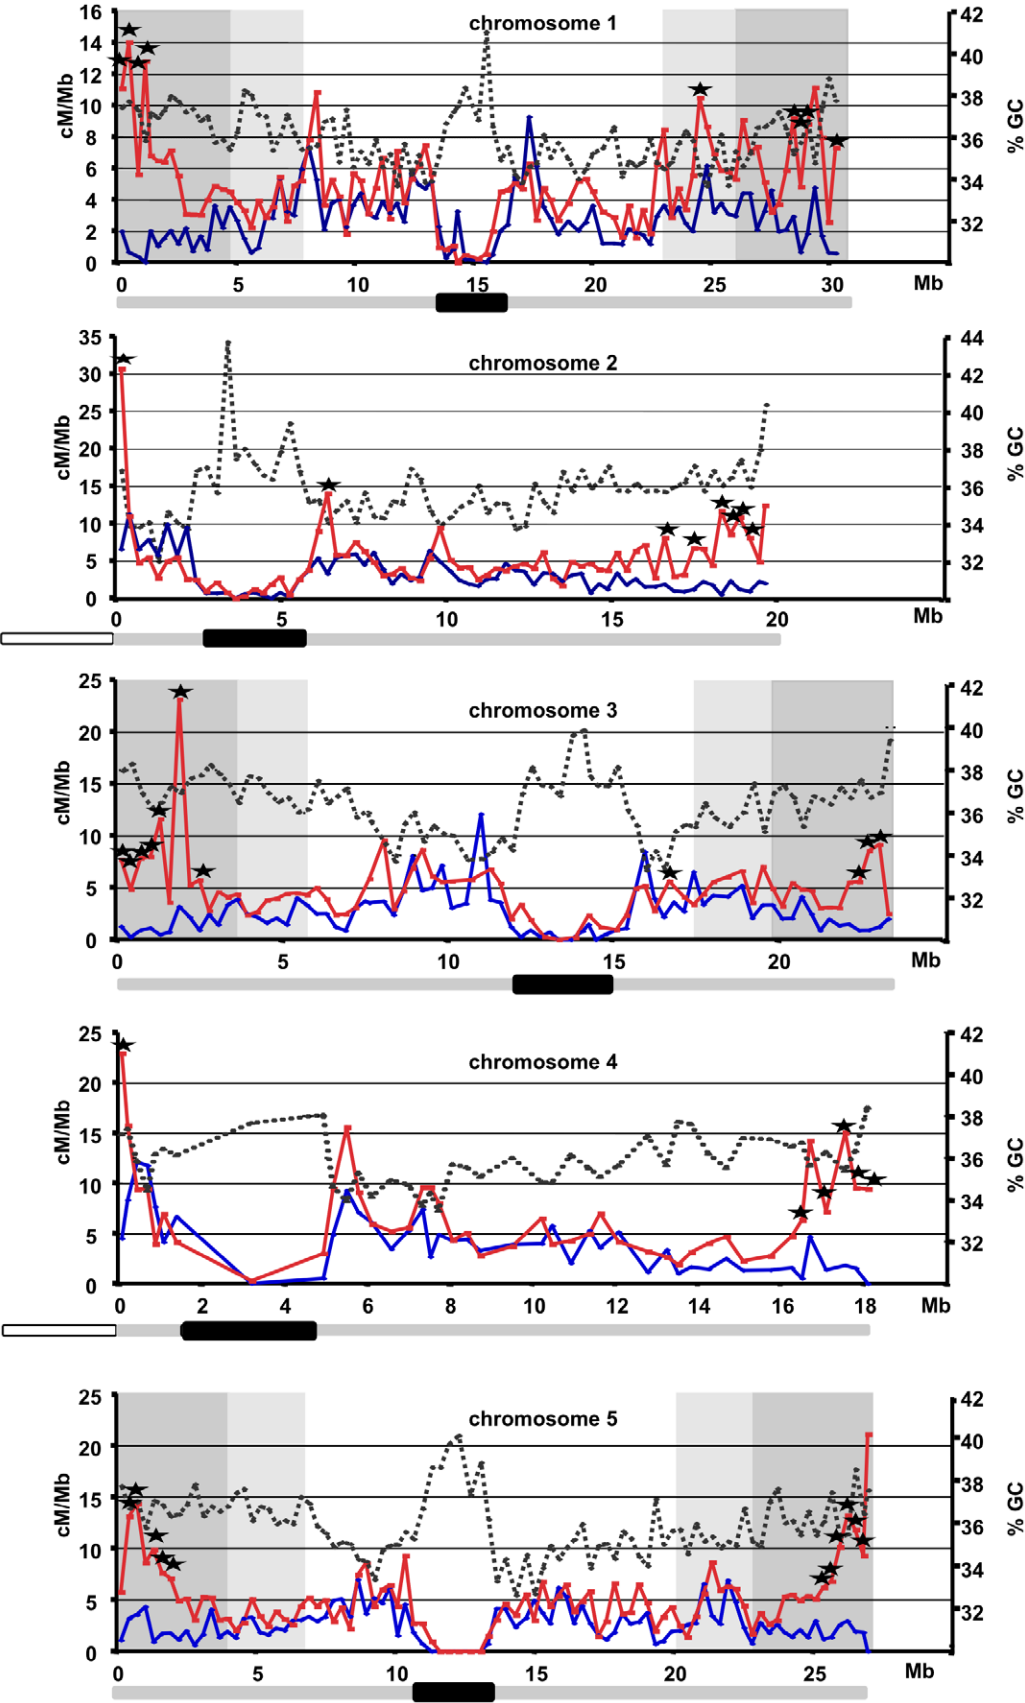 chromosome 1
16 14 12 10 8 6 4 2 0
cM/Mb
42 40 38 36 34 32
% GC
0 5 10 15 20 25 30 Mb
chromosome 2
35 30 25 20 15 10 5 0
cM/Mb
44 42 40 38 36 34 32
% GC
0 5 10 15 20 Mb
chromosome 3
25 20 15 10 5 0
cM/Mb
42 40 38 36 34 32
% GC
0 5 10 15 20 Mb
chromosome 4
25 20 15 10 5 0
cM/Mb
42 40 38 36 34 32
% GC
0 2 4 6 8 10 12 14 16 18 Mb
chromosome 5
25 20 15 10 5 0
cM/Mb
42 40 38 36 34 32
% GC
0 5 10 15 20 25 Mb